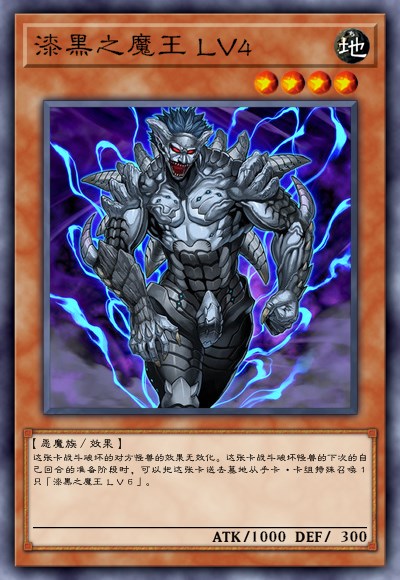 漆黑之魔王 LV4
地
【恶魔族/效果】
这张卡战斗破坏的对方怪兽的效果无效化。这张卡战斗破坏怪兽的下次的自
己回合的准备阶段时，可以把这张卡送去墓地从手卡·卡组特殊召唤1
只「漆黑之魔王 LV6」。
ATK/1000 DEF/ 300